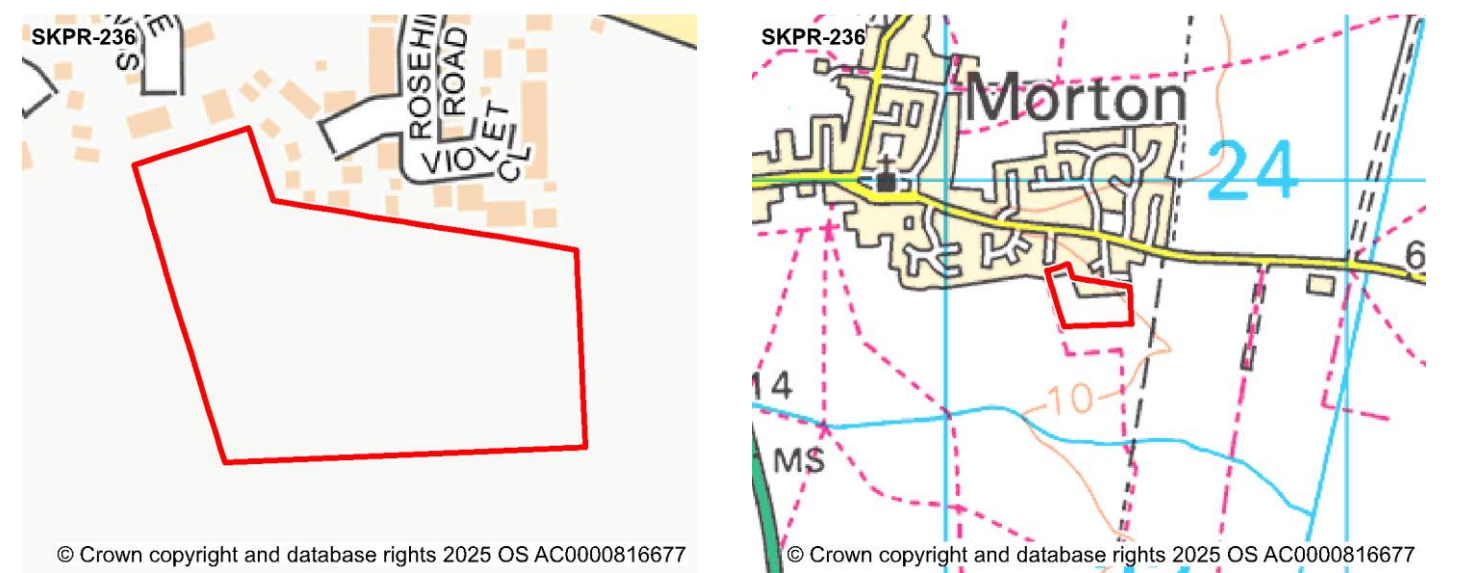 SKPR-236
ROSEHI
ROAD
VIOLET
CL
© Crown copyright and database rights 2025 OS AC0000816677
SKPR-236
Morton
24
6
10
14
MS
© Crown copyright and database rights 2025 OS AC0000816677